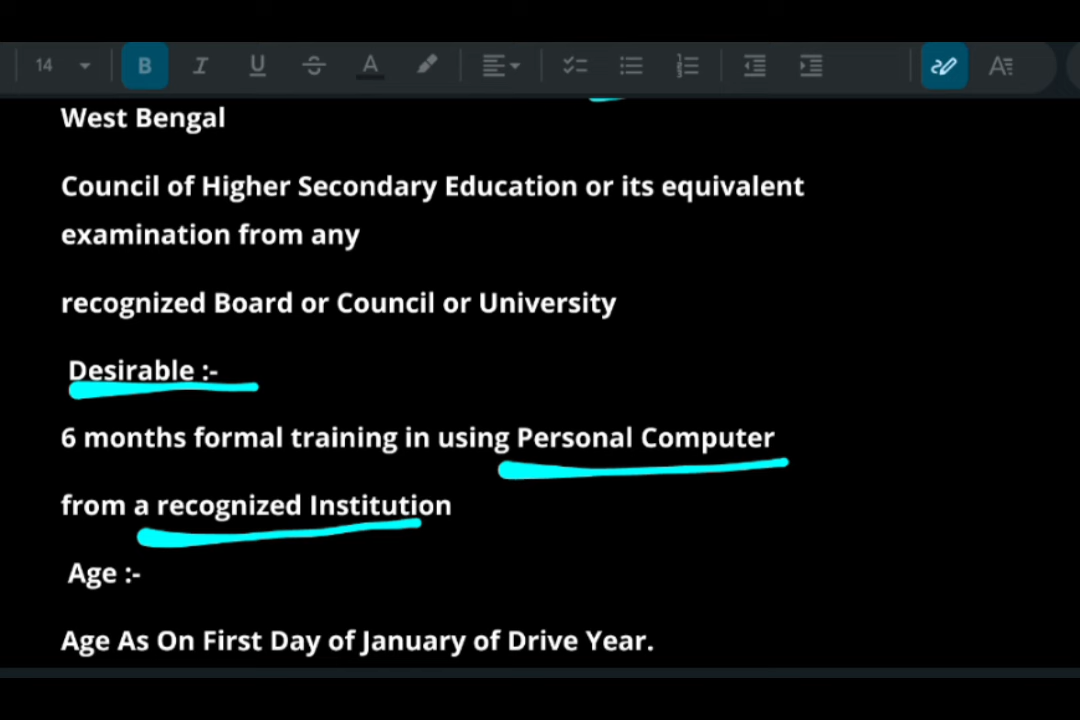 14
B I U S A
West Bengal
Council of Higher Secondary Education or its equivalent
examination from any
recognized Board or Council or University
Desirable :-
6 months formal training in using Personal Computer
from a recognized Institution
Age :-
Age As On First Day of January of Drive Year.